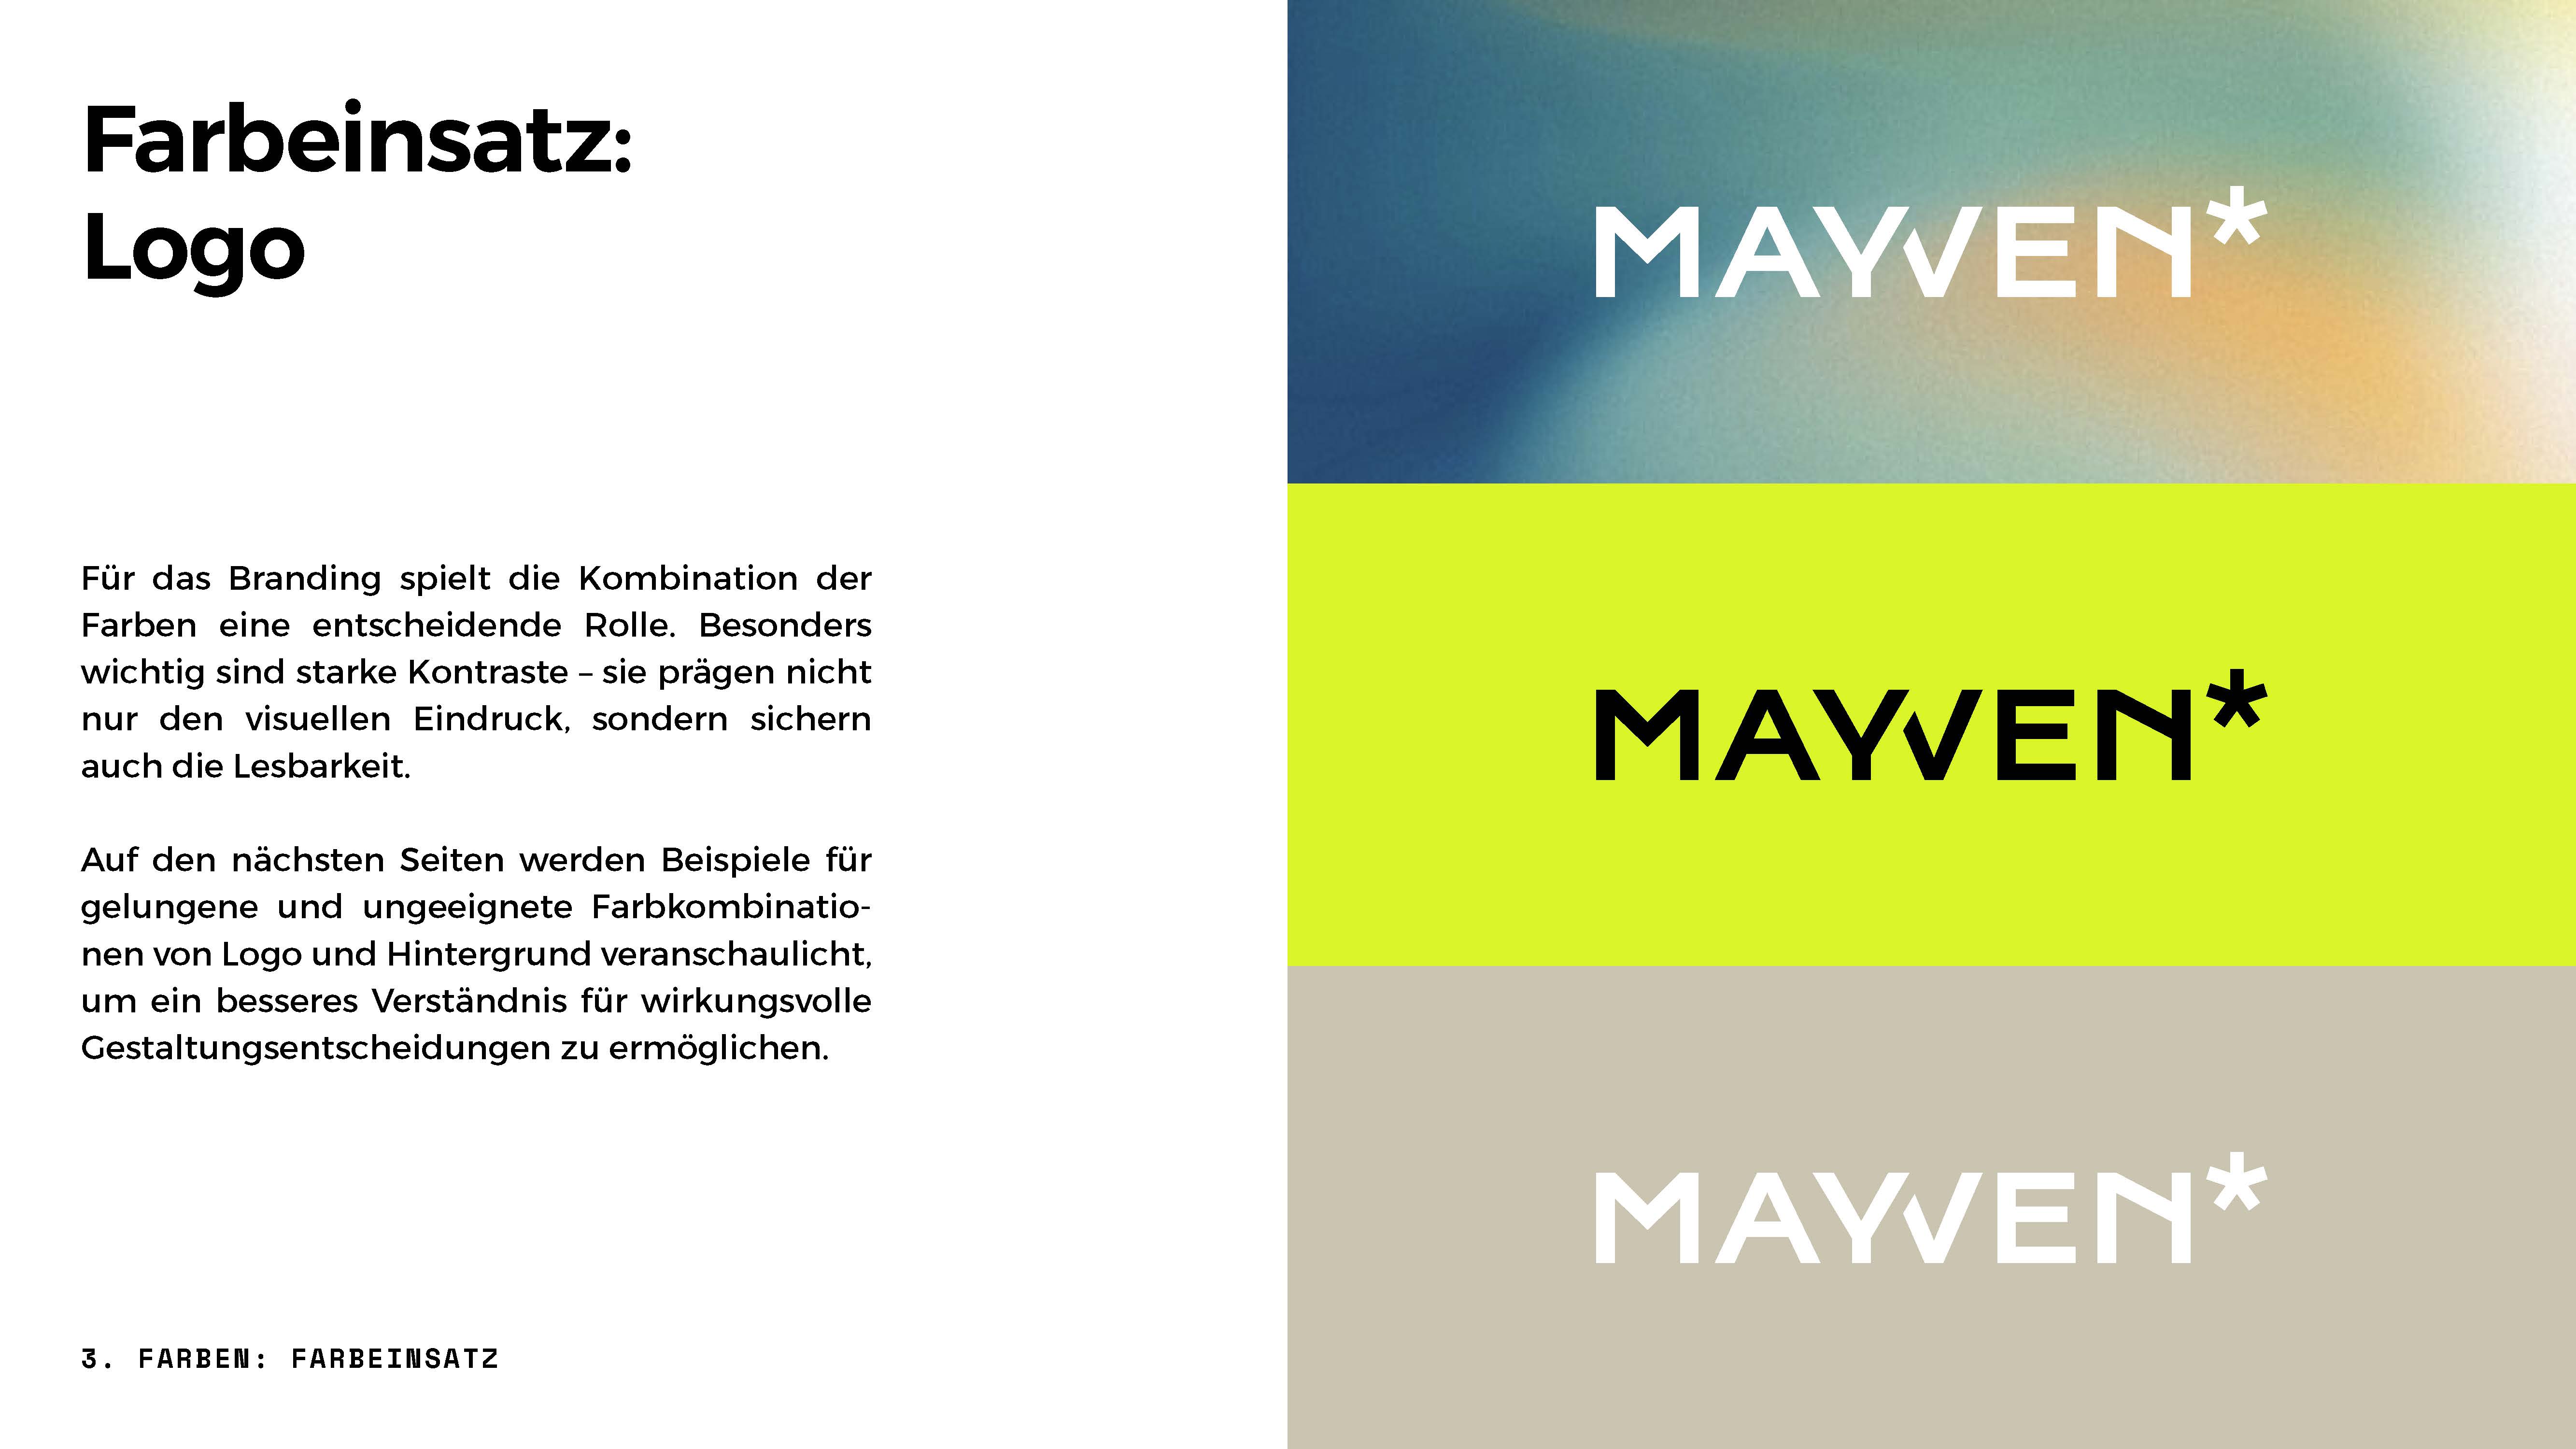 Farbeinsatz:
Logo
Für das Branding spielt die Kombination der
Farben eine entscheidende Rolle. Besonders
wichtig sind starke Kontraste – sie prägen nicht
nur den visuellen Eindruck, sondern sichern
auch die Lesbarkeit.
Auf den nächsten Seiten werden Beispiele für
gelungene und ungeeignete Farbkombinatio-
nen von Logo und Hintergrund veranschaulicht,
um ein besseres Verständnis für wirkungsvolle
Gestaltungsentscheidungen zu ermöglichen.
3. FARBEN: FARBEINSATZ
MAYVEN*
MAYVEN*
MAYVEN*